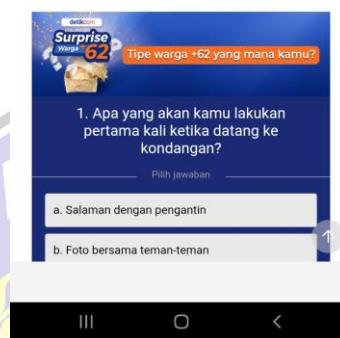 detikcom
Surprise
Warga +62
Tipe warga +62 yang mana kamu?
1. Apa yang akan kamu lakukan
pertama kali ketika datang ke
kondangan?
Pilih jawaban
a. Salaman dengan pengantin
b. Foto bersama teman-teman